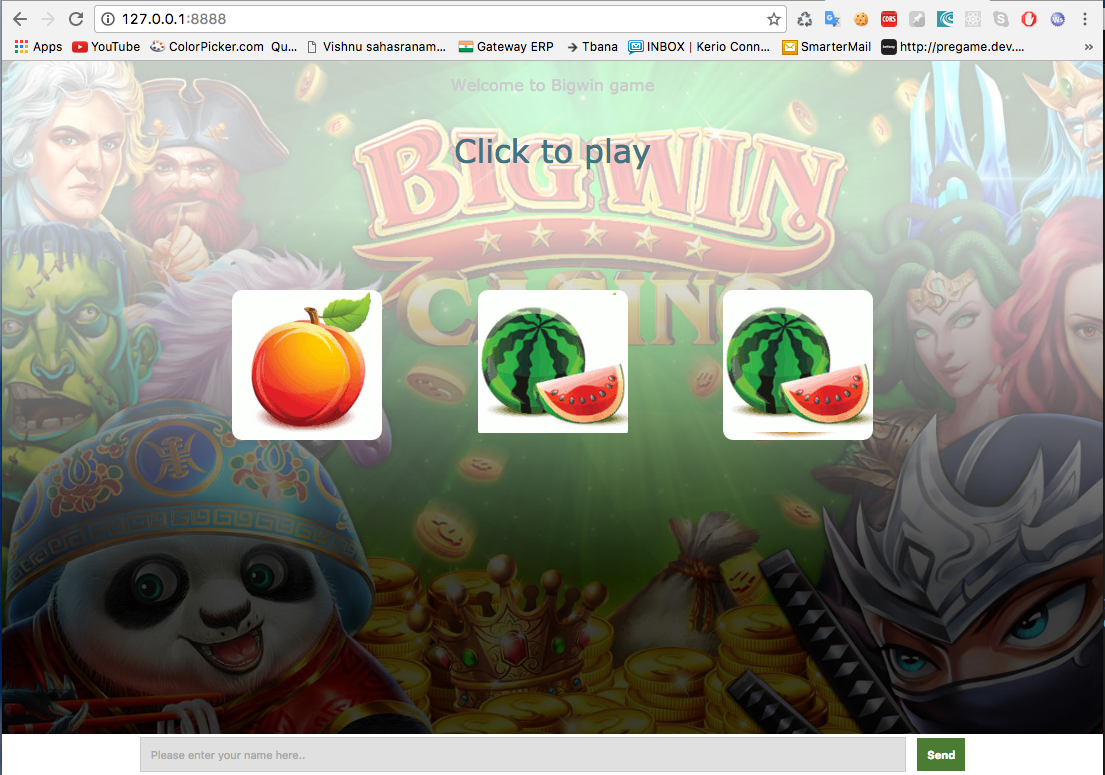 127.0.0.1:8888
CORS
Ws
Apps
YouTube
ColorPicker.com Qu...
Vishnu sahasranam...
Gateway ERP
Tbana
INBOX | Kerio Conn...
SmarterMail
http://pregame.dev....
»
Welcome to Bigwin game
Click to play
BIG WIN
CASINO
Please enter your name here..
Send